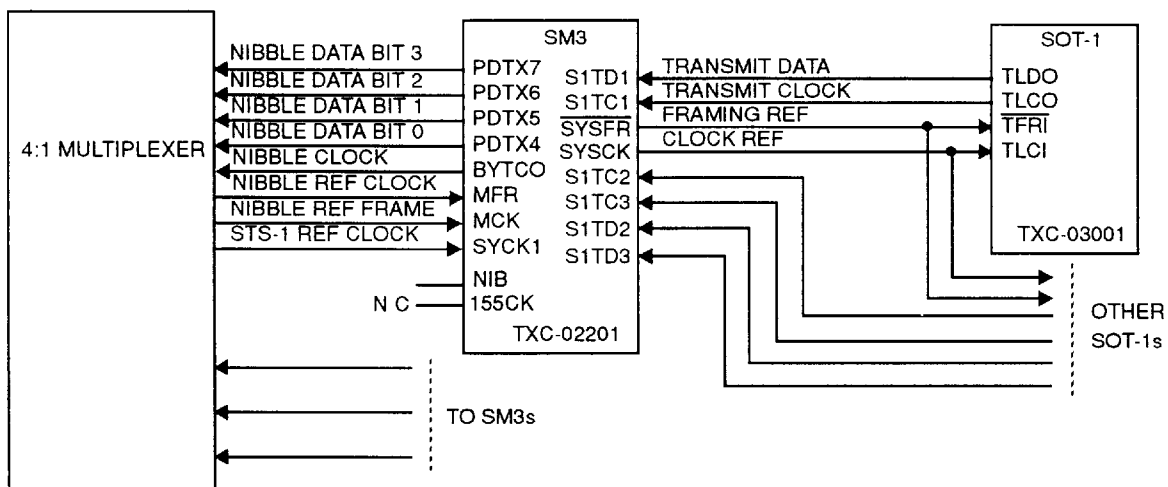 4:1 MULTIPLEXER
NIBBLE DATA BIT 3
NIBBLE DATA BIT 2
NIBBLE DATA BIT 1
NIBBLE DATA BIT 0
NIBBLE CLOCK
NIBBLE REF CLOCK
NIBBLE REF FRAME
STS-1 REF CLOCK
N C
SM3
PDTX7
PDTX6
PDTX5
PDTX4
BYTCO
MFR
MCK
SYCK1
NIB
155CK
S1TD1
S1TC1
SYSFR
SYSCK
S1TC2
S1TC3
S1TD2
S1TD3
TXC-02201
TRANSMIT DATA
TRANSMIT CLOCK
FRAMING REF
CLOCK REF
SOT-1
TLDO
TLCO
TFRI
TLCI
TXC-03001
OTHER
SOT-1s
TO SM3s